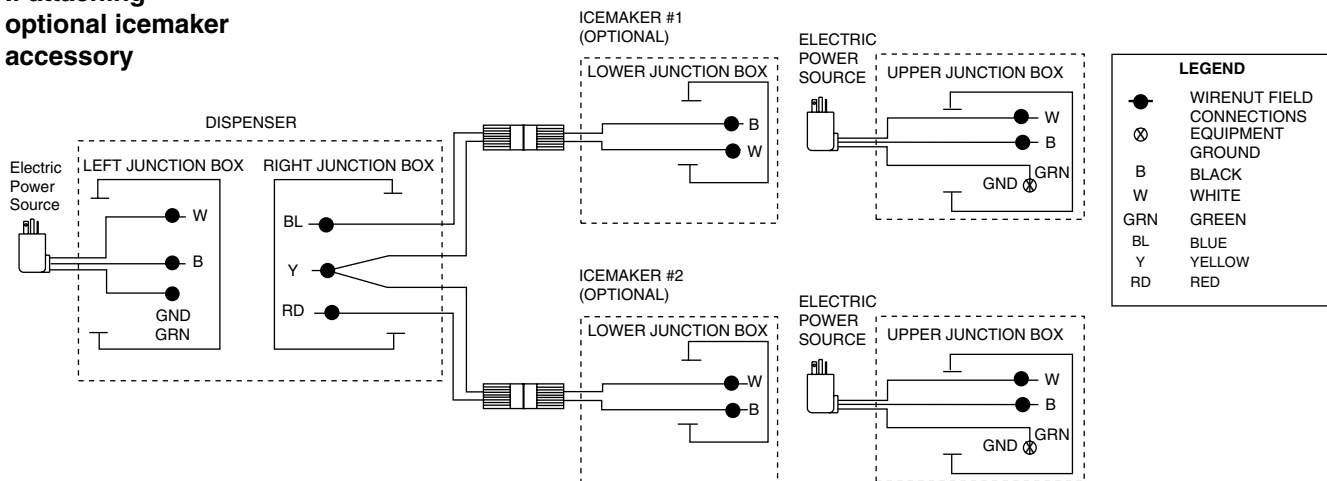 optional icemaker
accessory
DISPENSER
Electric
Power
Source
LEFT JUNCTION BOX
W
B
GND
GRN
RIGHT JUNCTION BOX
BL
Y
RD
ICEMAKER #1
(OPTIONAL)
LOWER JUNCTION BOX
B
W
ELECTRIC
POWER
SOURCE
UPPER JUNCTION BOX
W
B
GRN
GND
ICEMAKER #2
(OPTIONAL)
LOWER JUNCTION BOX
W
B
ELECTRIC
POWER
SOURCE
UPPER JUNCTION BOX
W
B
GRN
GND
LEGEND
WIRENUT FIELD
CONNECTIONS
EQUIPMENT
GROUND
B BLACK
W WHITE
GRN GREEN
BL BLUE
Y YELLOW
RD RED